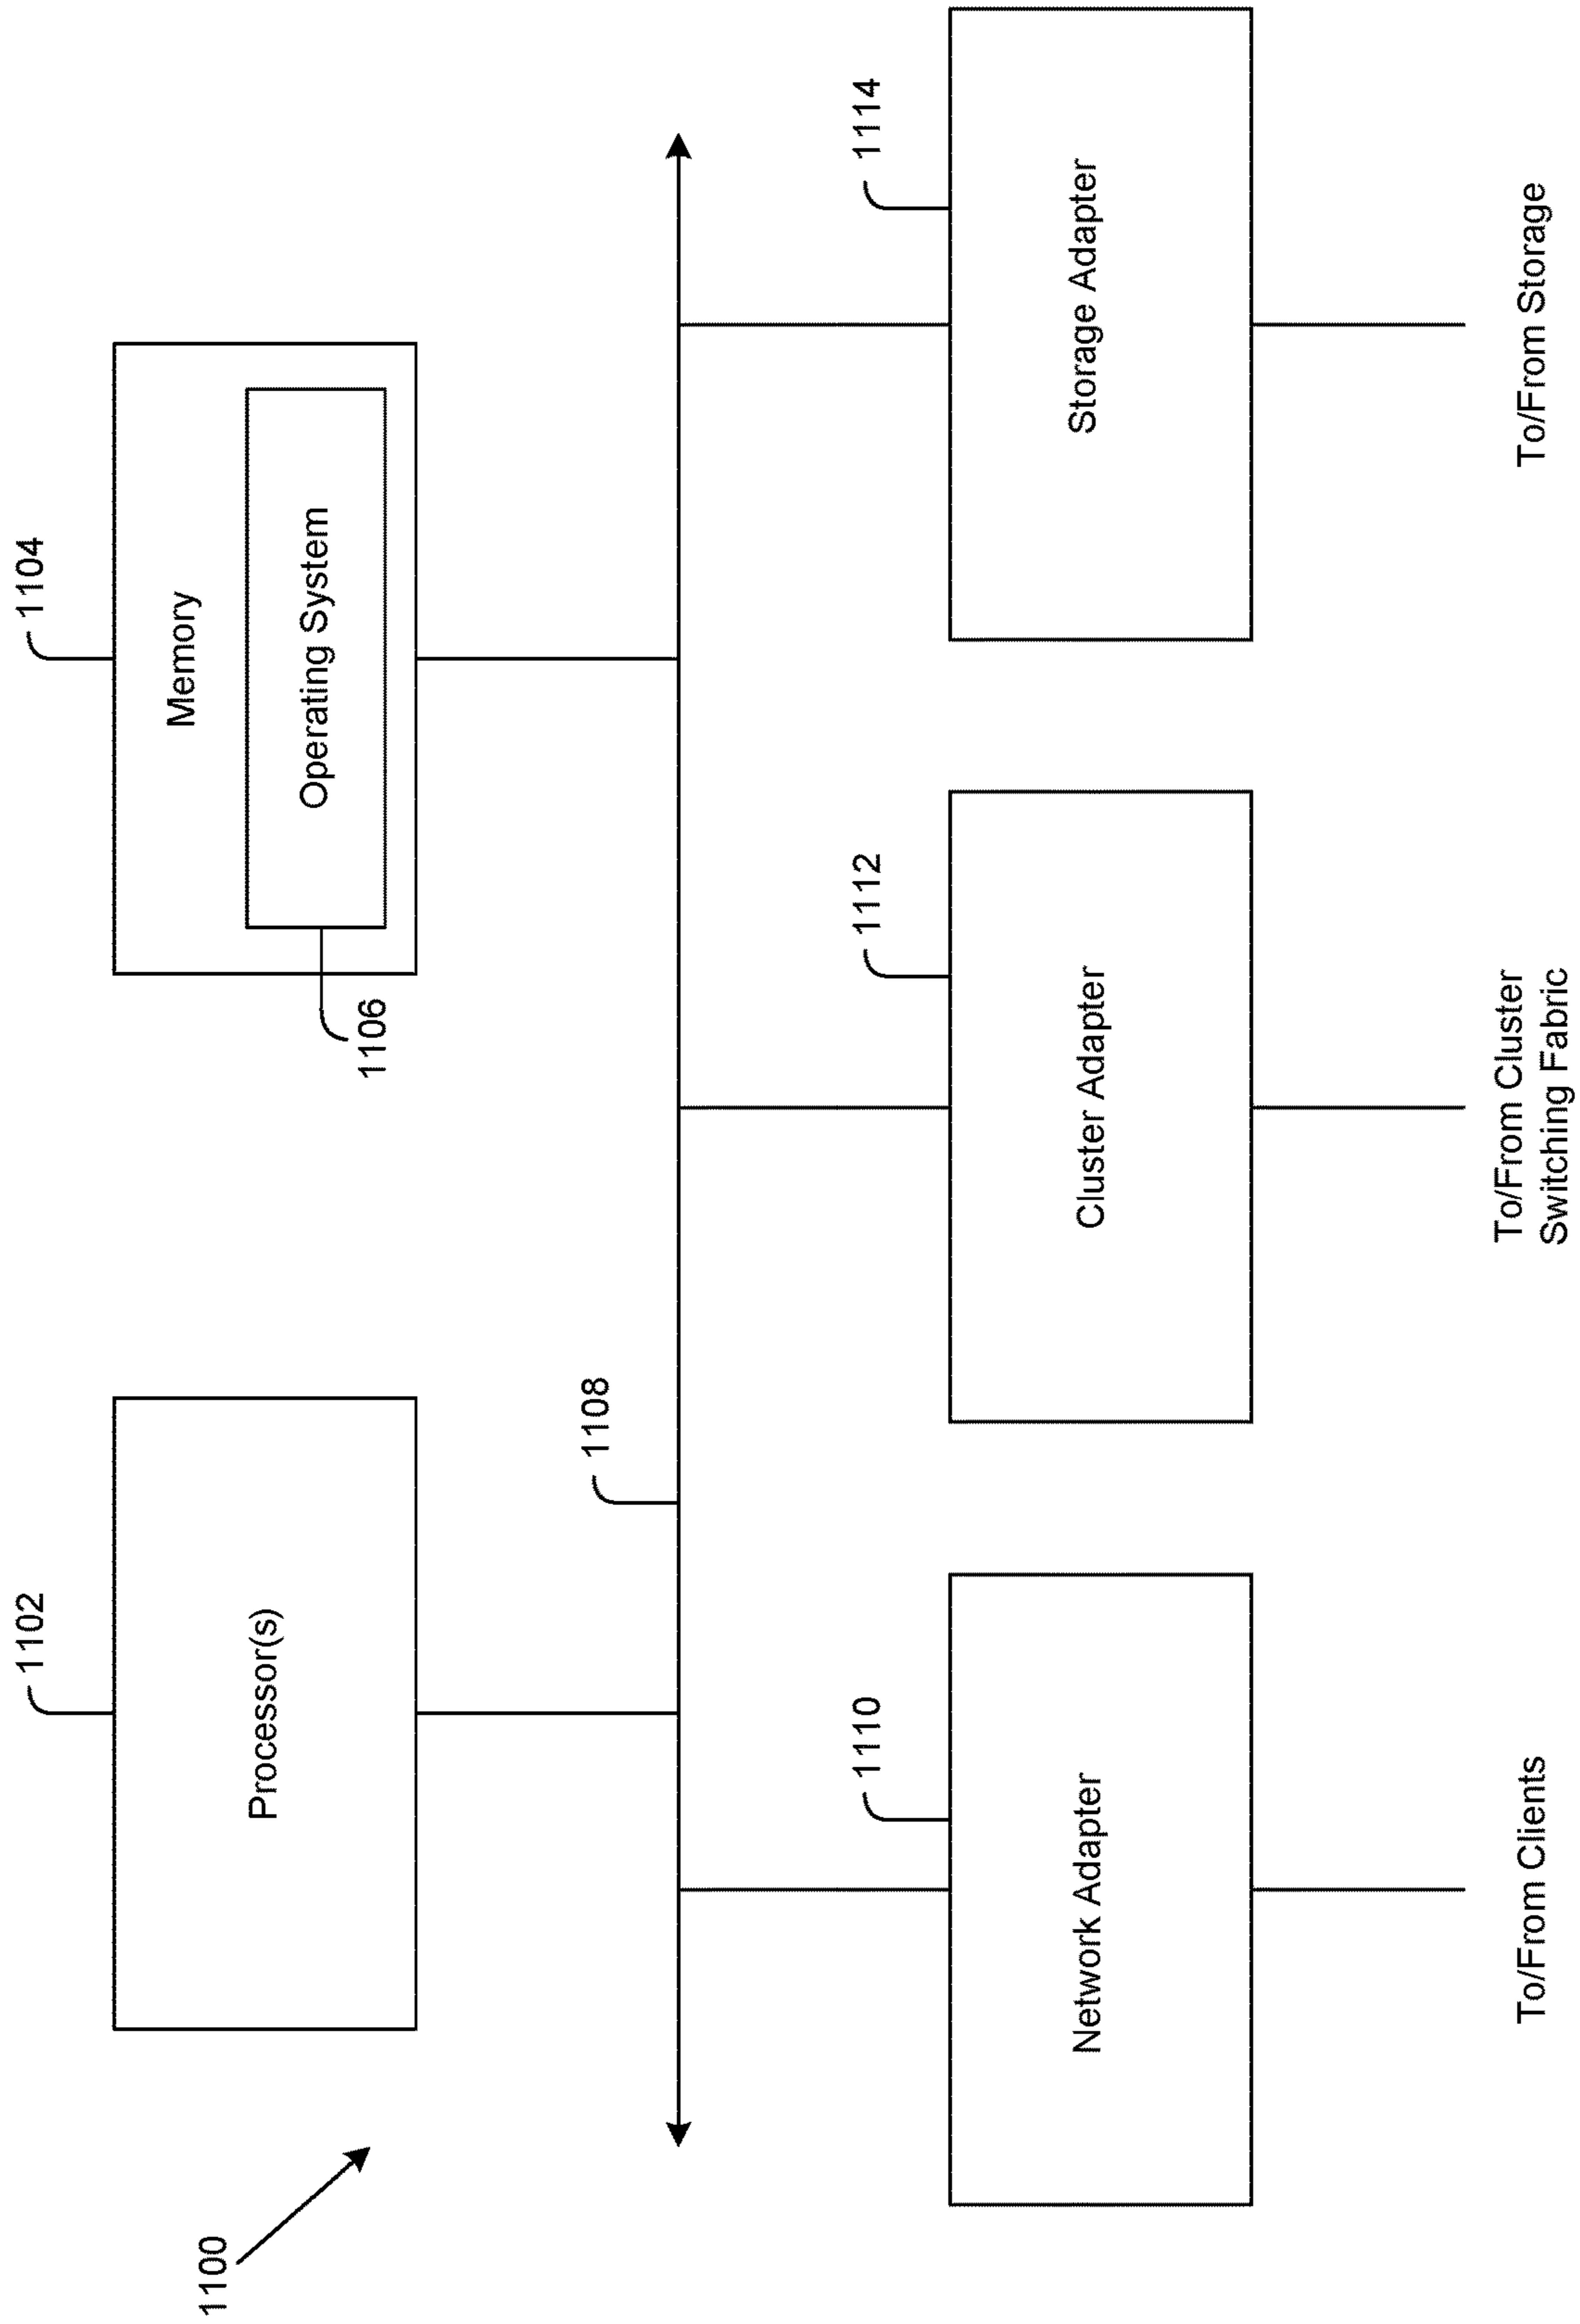 1100
1102
Processor(s)
1104
Memory
Operating System
1106
1108
1110
Network Adapter
1112
Cluster Adapter
1114
Storage Adapter
To/From Clients
To/From Cluster
Switching Fabric
To/From Storage